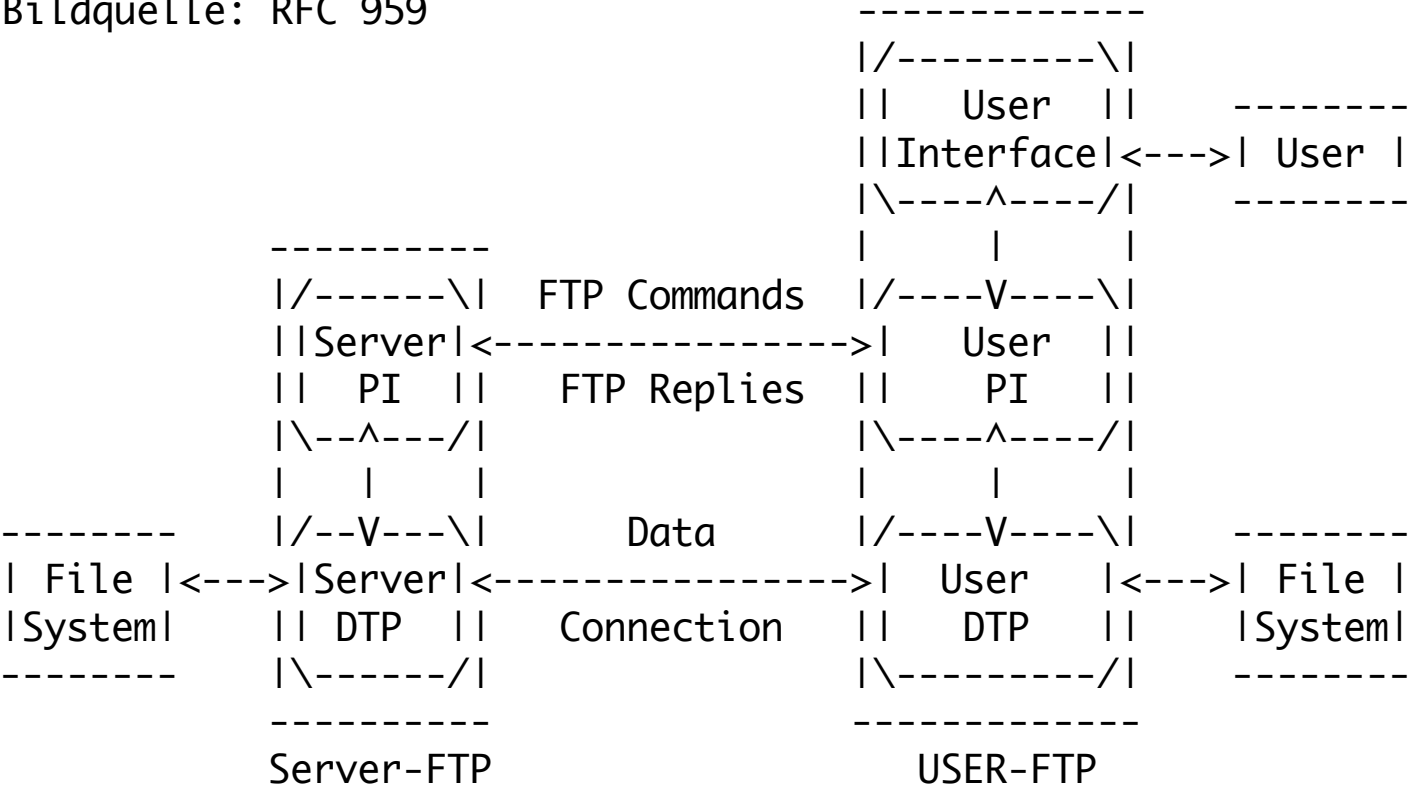 Bildquelle: RFC 959                    -------------
                                       |/---------\|
                                       ||   User  ||    --------
                                       ||Interface|<--->| User |
                                       |\----^----/|    --------
            ----------                 |     |     |
            |/------\|  FTP Commands   |/----V----\|
            ||Server|<---------------->|   User  ||
            ||  PI  ||   FTP Replies   ||    PI   ||
            |\--^---/|                 |\----^----/|
            |   |    |                 |     |     |
--------    |/--V---\|      Data       |/----V----\|    --------
| File |<--->|Server|<---------------->|  User   |<--->| File |
|System|    || DTP  ||   Connection    ||   DTP   ||    |System|
--------    |\------/|                 |\---------/|    --------
            ----------                 -------------
            Server-FTP                    USER-FTP